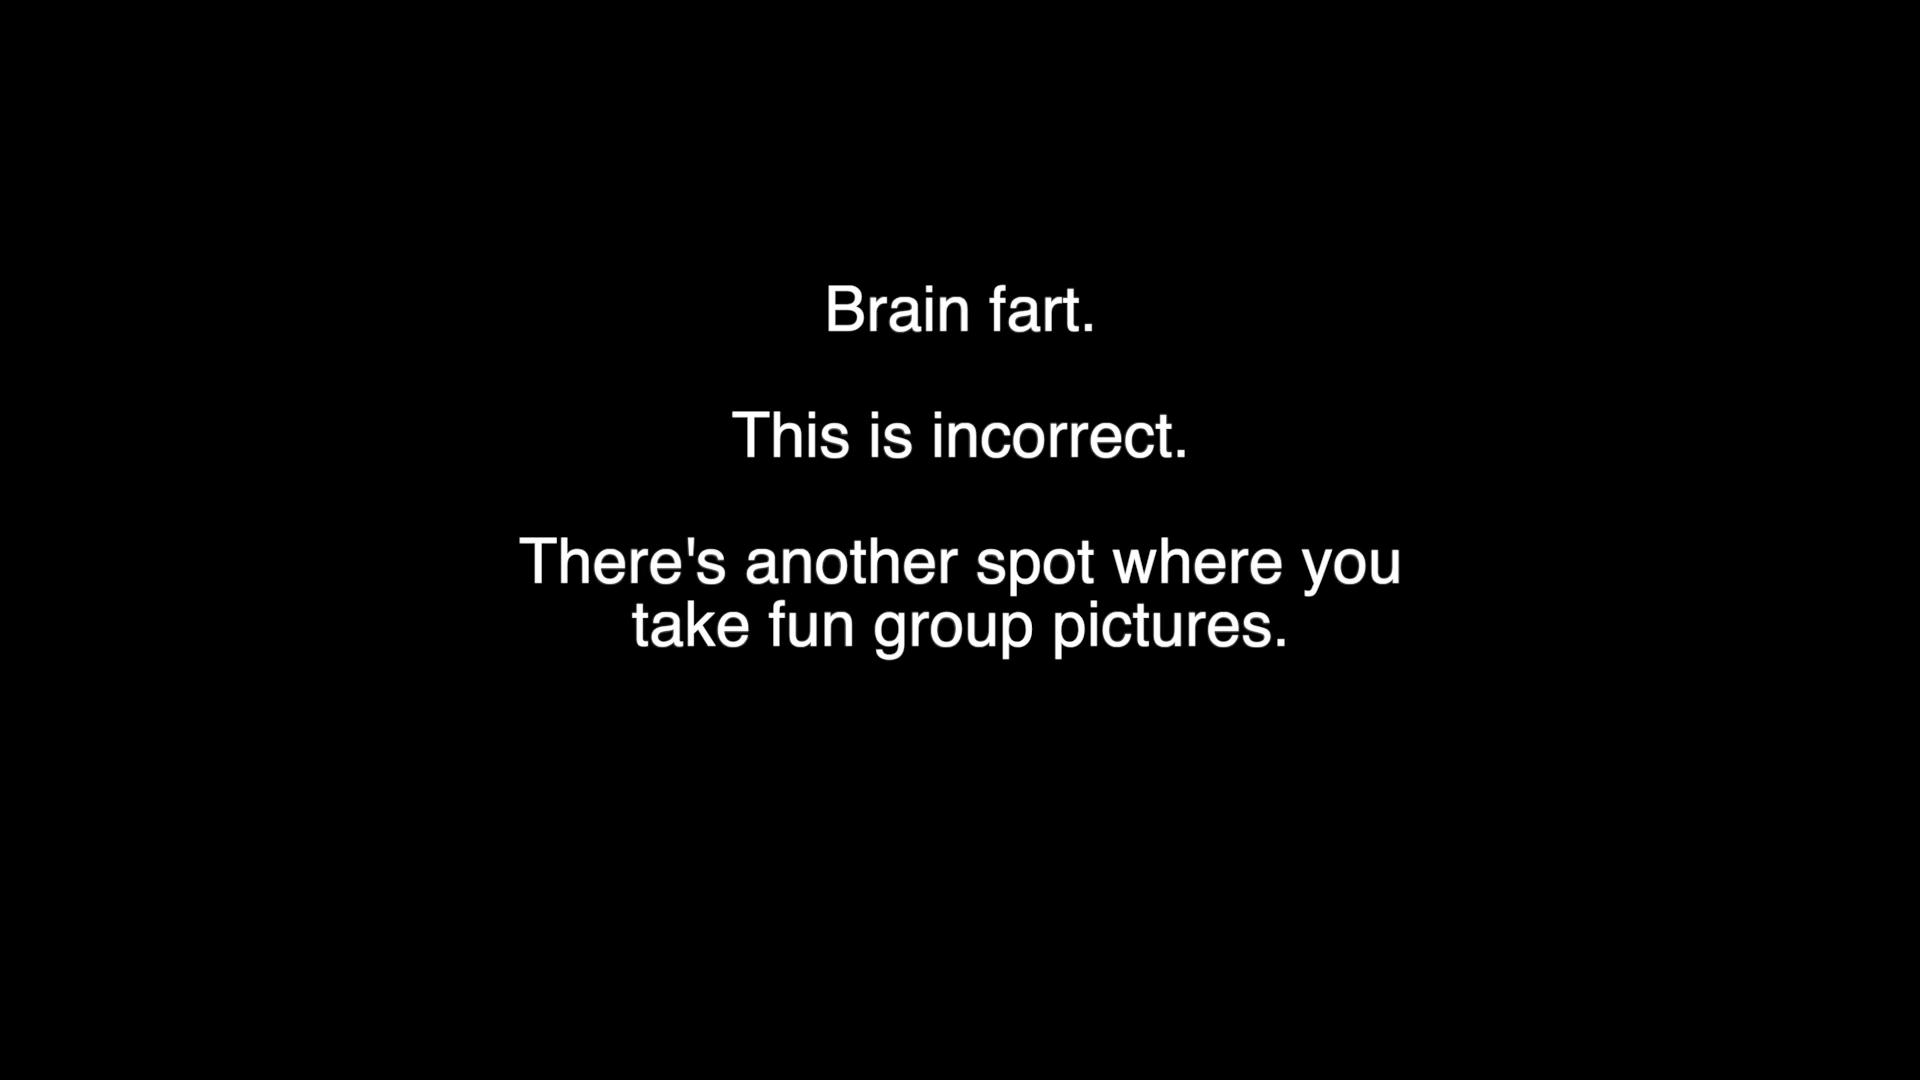 Brain fart.
This is incorrect.
There's another spot where you
take fun group pictures.